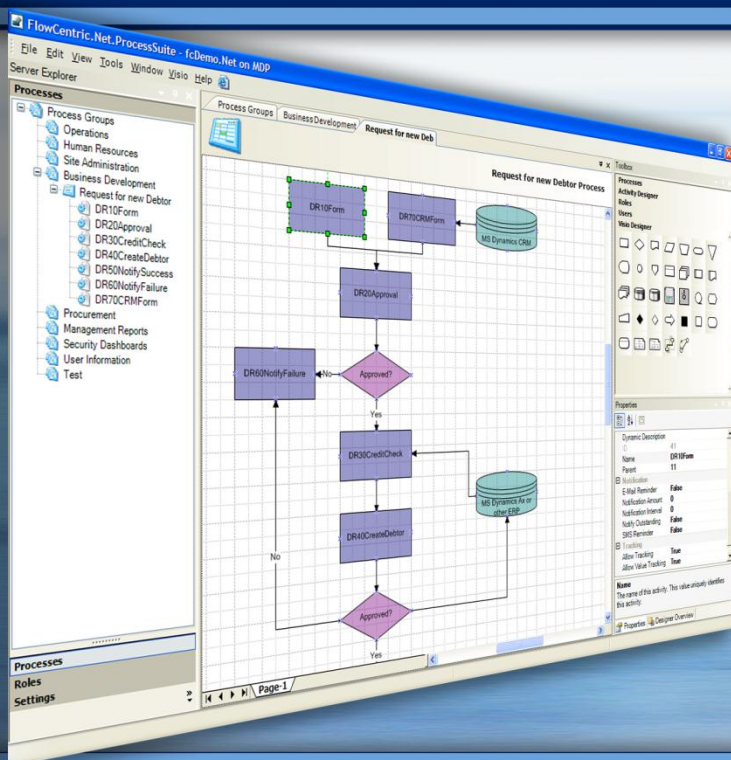 FlowCentric.Net.ProcessSuite - fcDemo.Net on MDP
File Edit View Tools Window Visio Help
Server Explorer
Processes
Process Groups
Operations
Human Resources
Site Administration
Business Development
Request for new Debtor
DR10Form
DR20Approval
DR30CreditCheck
DR40CreateDebtor
DR50NotifySuccess
DR60NotifyFailure
DR70CRMForm
Procurement
Management Reports
Security Dashboards
User Information
Test
Processes
Roles
Settings
Process Groups Business Development Request for new Deb
Request for new Debtor Process
DR10Form
DR70CRMForm
MS Dynamics CRM
DR20Approval
DR60NotifyFailure
No
Approved?
Yes
DR30CreditCheck
MS Dynamics Ax or
other ERP
DR40CreateDebtor
No
Approved?
Yes
Page-1
Toolbox
Processes
Activity Designer
Roles
Users
Visio Designer
Properties
Dynamic Description
ID 41
Name DR10Form
Parent 11
Notification
E-Mail Reminder False
Notification Amount 0
Notification Interval 0
Notify Outstanding False
SMS Reminder False
Tracking
Allow Tracking True
Allow Value Tracking True
Name
The name of this activity. This value uniquely identifies
this activity.
Properties Designer Overview